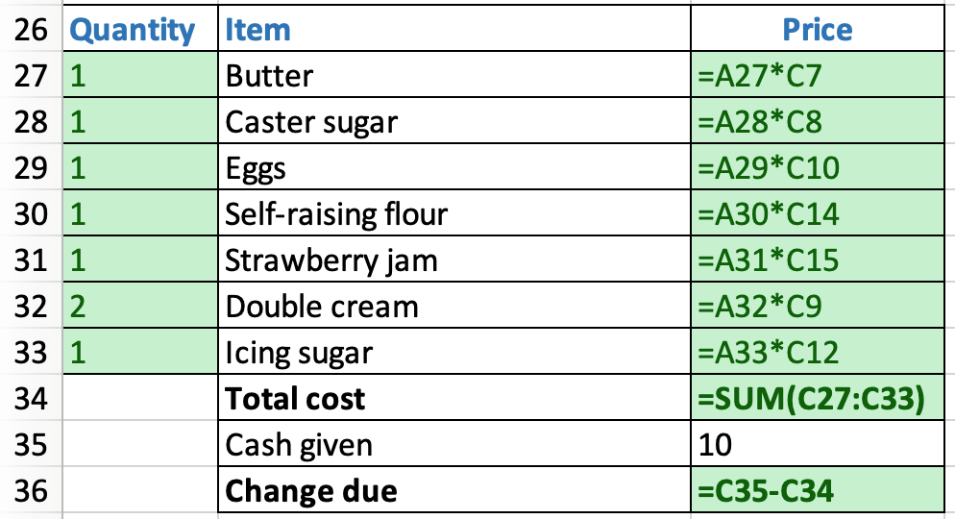 26 Quantity Item Price
27 1 Butter =A27*C7
28 1 Caster sugar =A28*C8
29 1 Eggs =A29*C10
30 1 Self-raising flour =A30*C14
31 1 Strawberry jam =A31*C15
32 2 Double cream =A32*C9
33 1 Icing sugar =A33*C12
34 Total cost =SUM(C27:C33)
35 Cash given 10
36 Change due =C35-C34